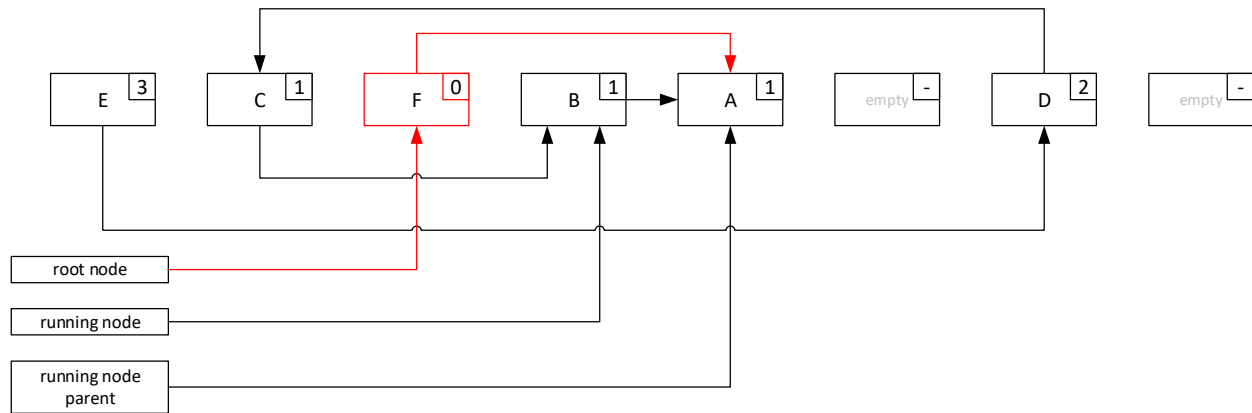 E 3
C 1
F 0
B 1
A 1
empty -
D 2
empty -
root node
running node
running node
parent